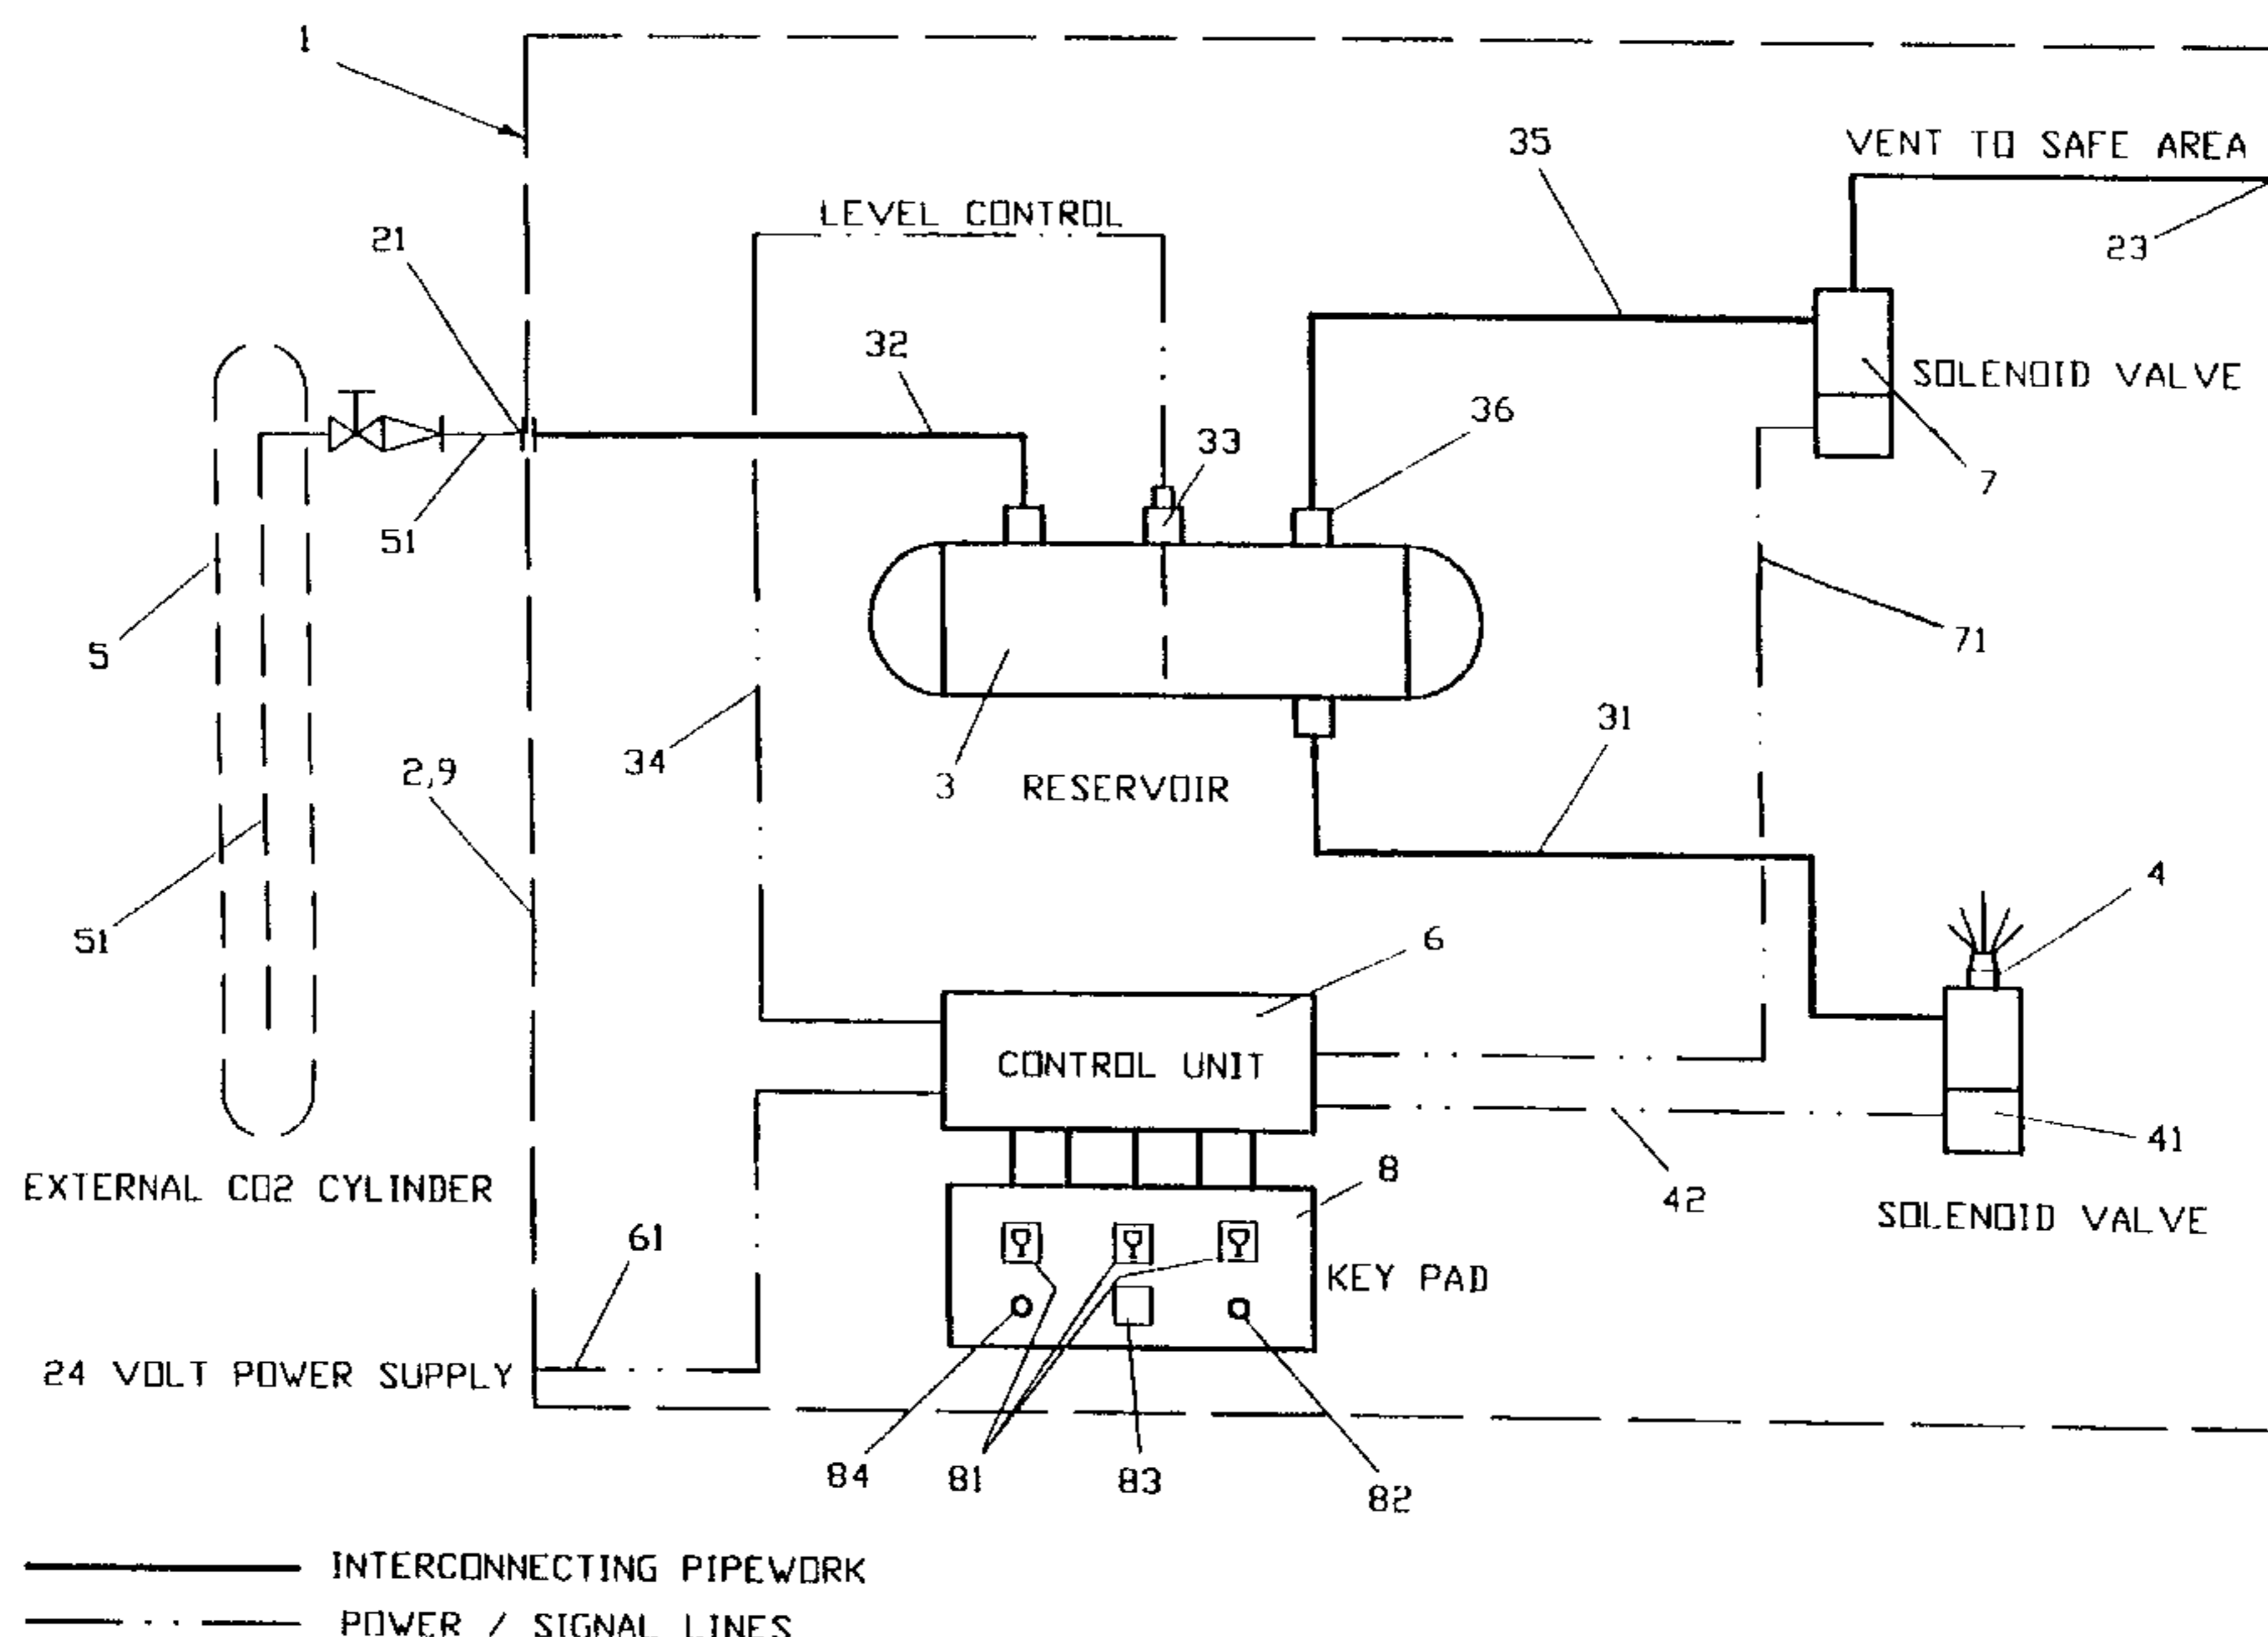 1
35
VENT TO SAFE AREA
LEVEL CONTROL
21
23
32
36
SOLENOID VALVE
33
7
51
5
71
34
2,9
3
RESERVOIR
31
51
4
6
CONTROL UNIT
41
8
EXTERNAL CO2 CYLINDER
42
SOLENOID VALVE
61
KEY PAD
24 VOLT POWER SUPPLY
84
81
83
82
INTERCONNECTING PIPEWORK
POWER / SIGNAL LINES